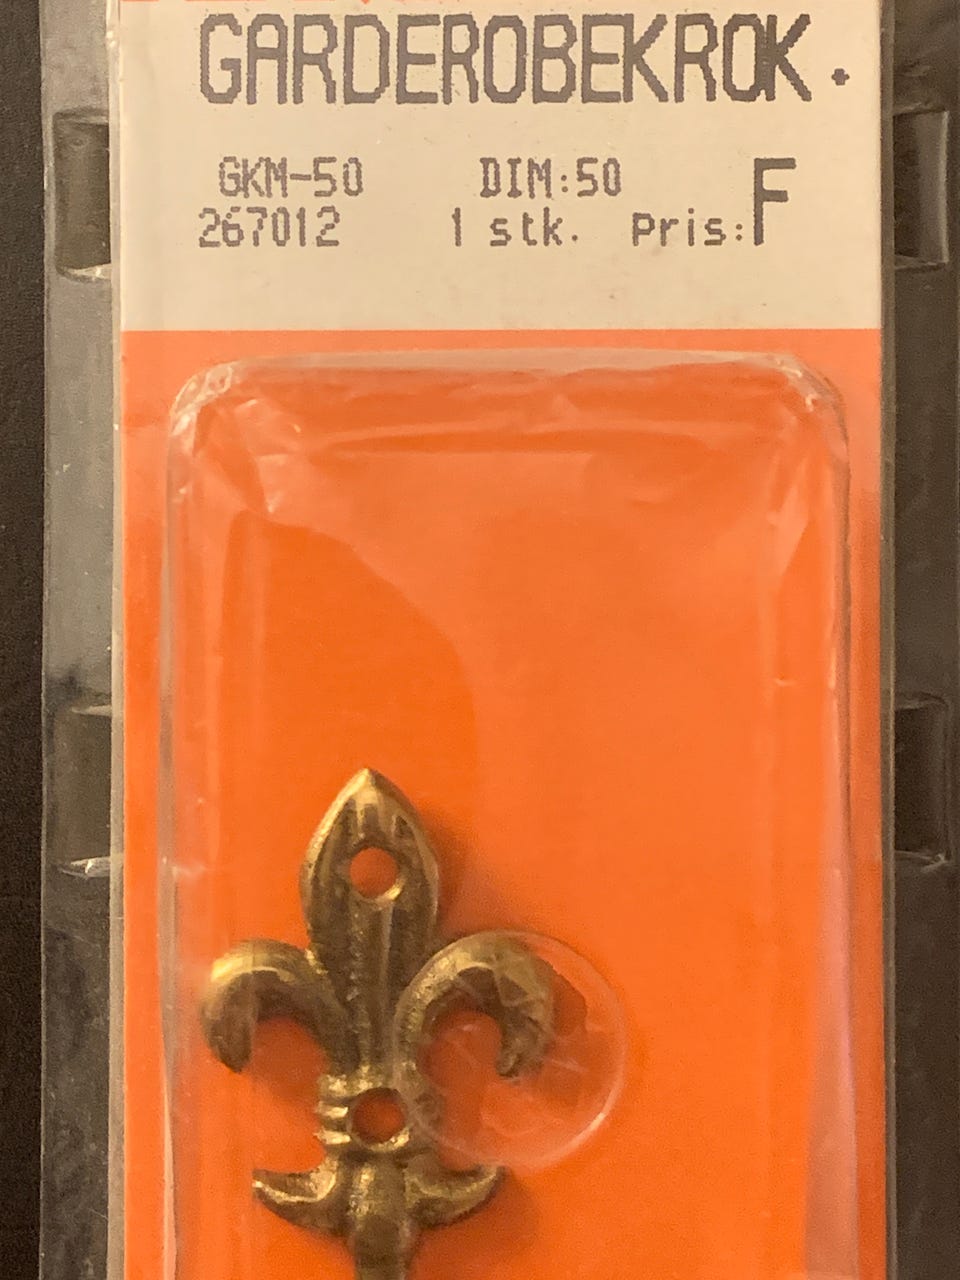 GARDEROBEKROK.
GKM-50 DIM:50
267012 1 stk. Pris: F